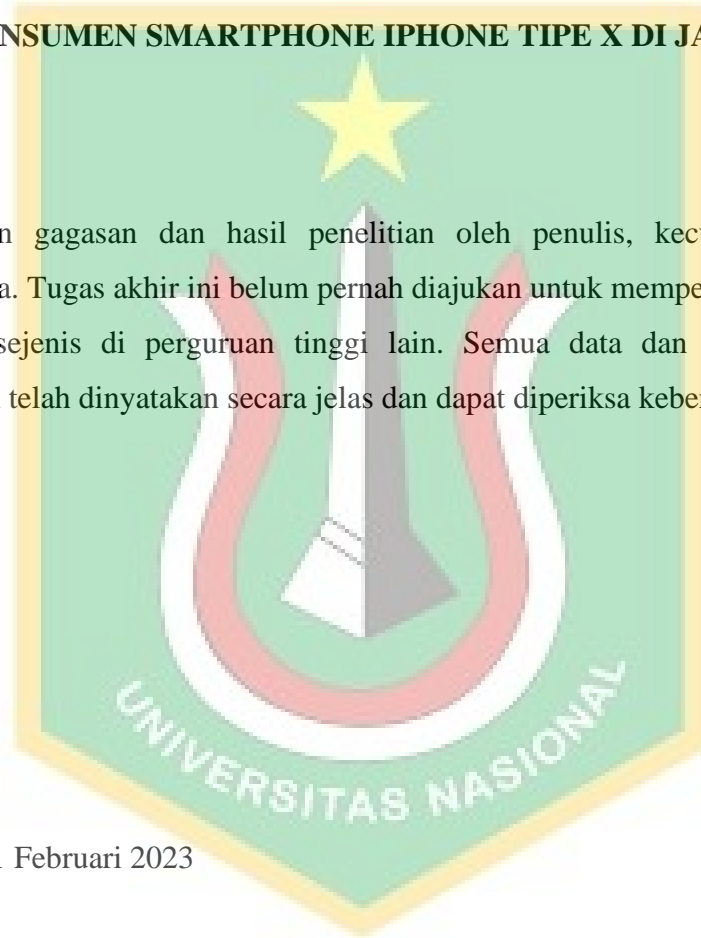 NSUMEN SMARTPHONE IPHONE TIPE X DI JA
n gagasan dan hasil penelitian oleh penulis, kec
a. Tugas akhir ini belum pernah diajukan untuk mempe
sejenis di perguruan tinggi lain. Semua data dan
telah dinyatakan secara jelas dan dapat diperiksa kebe
UNIVERSITAS NASIONAL
Februari 2023